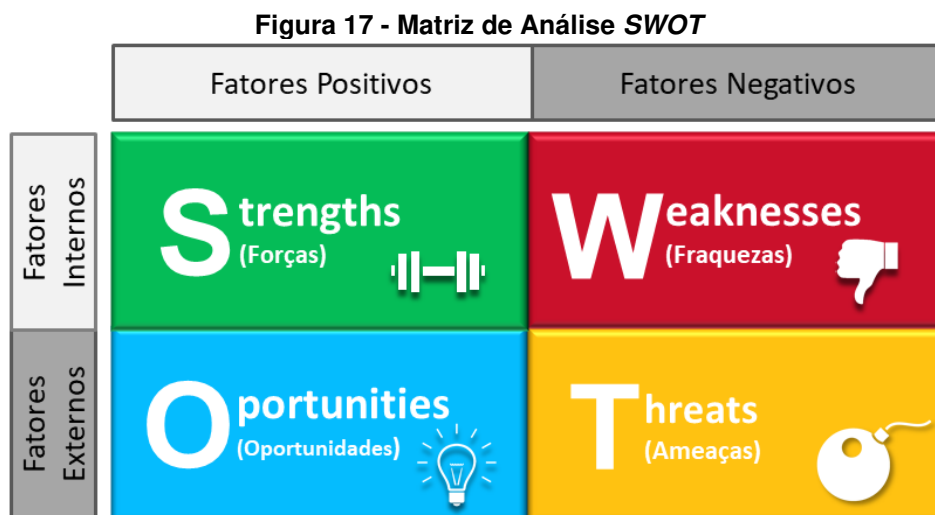 Figura 17 - Matriz de Análise SWOT
Fatores Positivos
Fatores Negativos
Fatores
Internos
Strengths
(Forças)
Weaknesses
(Fraquezas)
Fatores
Externos
Oportunities
(Oportunidades)
Threats
(Ameaças)